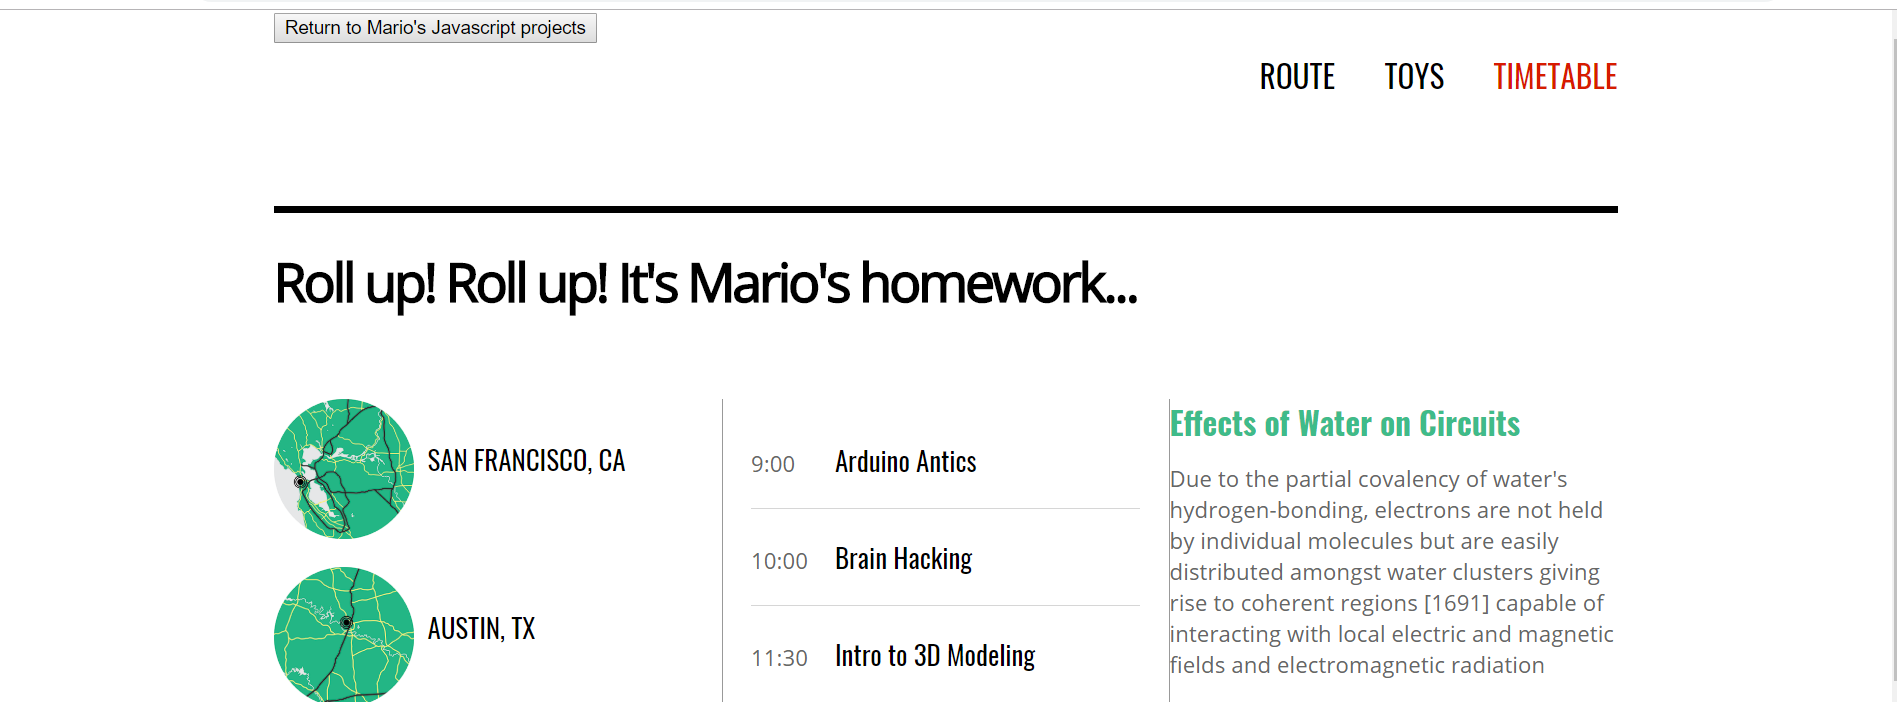 Return to Mario's Javascript projects
ROUTE TOYS TIMETABLE
Roll up! Roll up! It's Mario's homework...
SAN FRANCISCO, CA
AUSTIN, TX
9:00 Arduino Antics
10:00 Brain Hacking
11:30 Intro to 3D Modeling
Effects of Water on Circuits
Due to the partial covalency of water's
hydrogen-bonding, electrons are not held
by individual molecules but are easily
distributed amongst water clusters giving
rise to coherent regions [1691] capable of
interacting with local electric and magnetic
fields and electromagnetic radiation